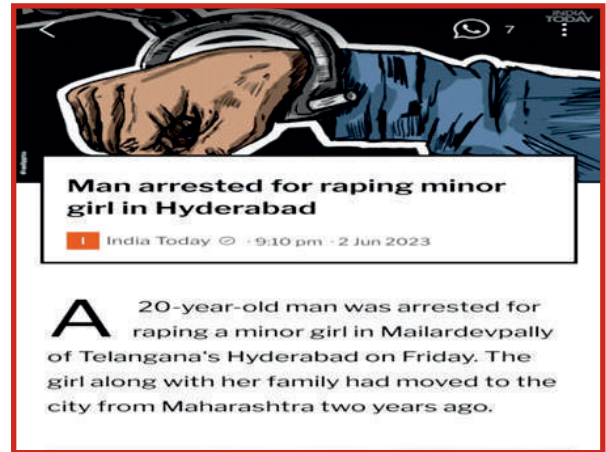 INDIA
TODAY
7
Man arrested for raping minor
girl in Hyderabad
I India Today · 9:10 pm · 2 Jun 2023
A 20-year-old man was arrested for
raping a minor girl in Mailardevpally
of Telangana's Hyderabad on Friday. The
girl along with her family had moved to the
city from Maharashtra two years ago.